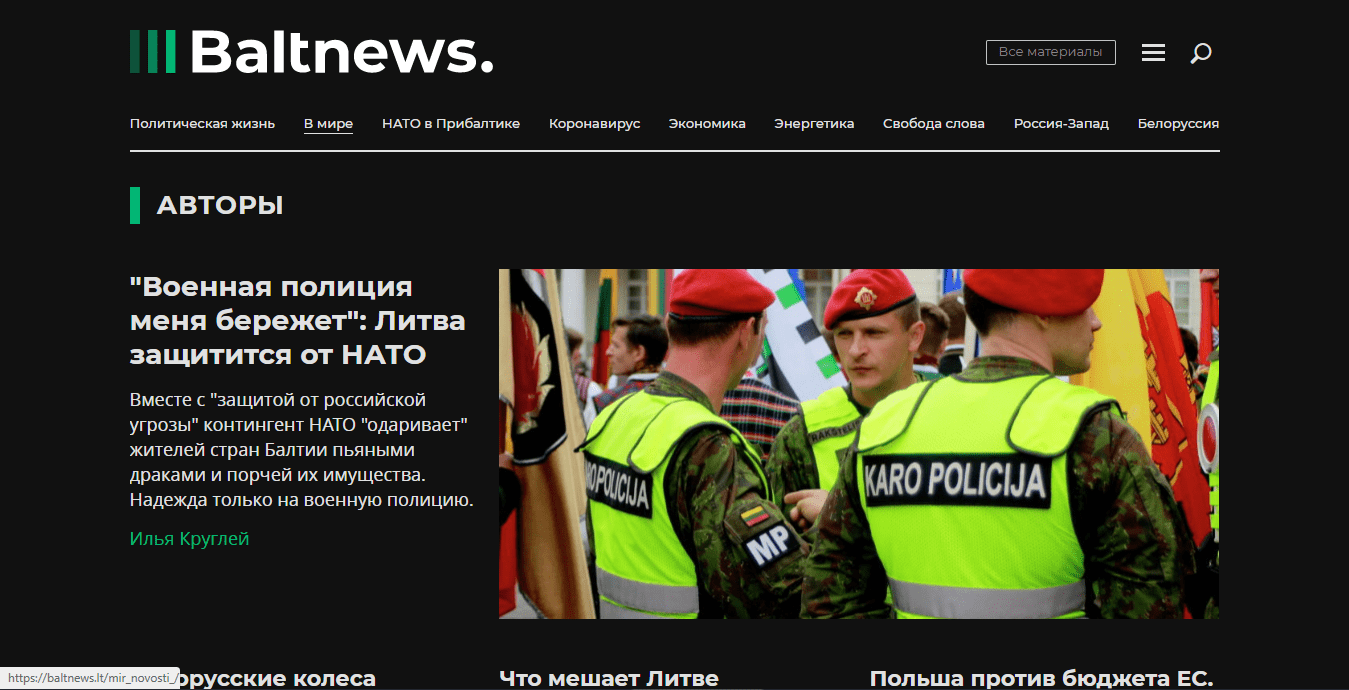 Baltnews.
Все материалы
Политическая жизнь В мире НАТО в Прибалтике Коронавирус Экономика Энергетика Свобода слова Россия-Запад Белоруссия
АВТОРЫ
"Военная полиция
меня бережет": Литва
защитится от НАТО
Вместе с "защитой от российской
угрозы" контингент НАТО "одаривает"
жителей стран Балтии пьяными
драками и порчей их имущества.
Надежда только на военную полицию.
Илья Круглей
KARO POLICIJA
MP
орусские колеса
Что мешает Литве
Польша против бюджета ЕС.
https://baltnews.lt/mir_novosti_/